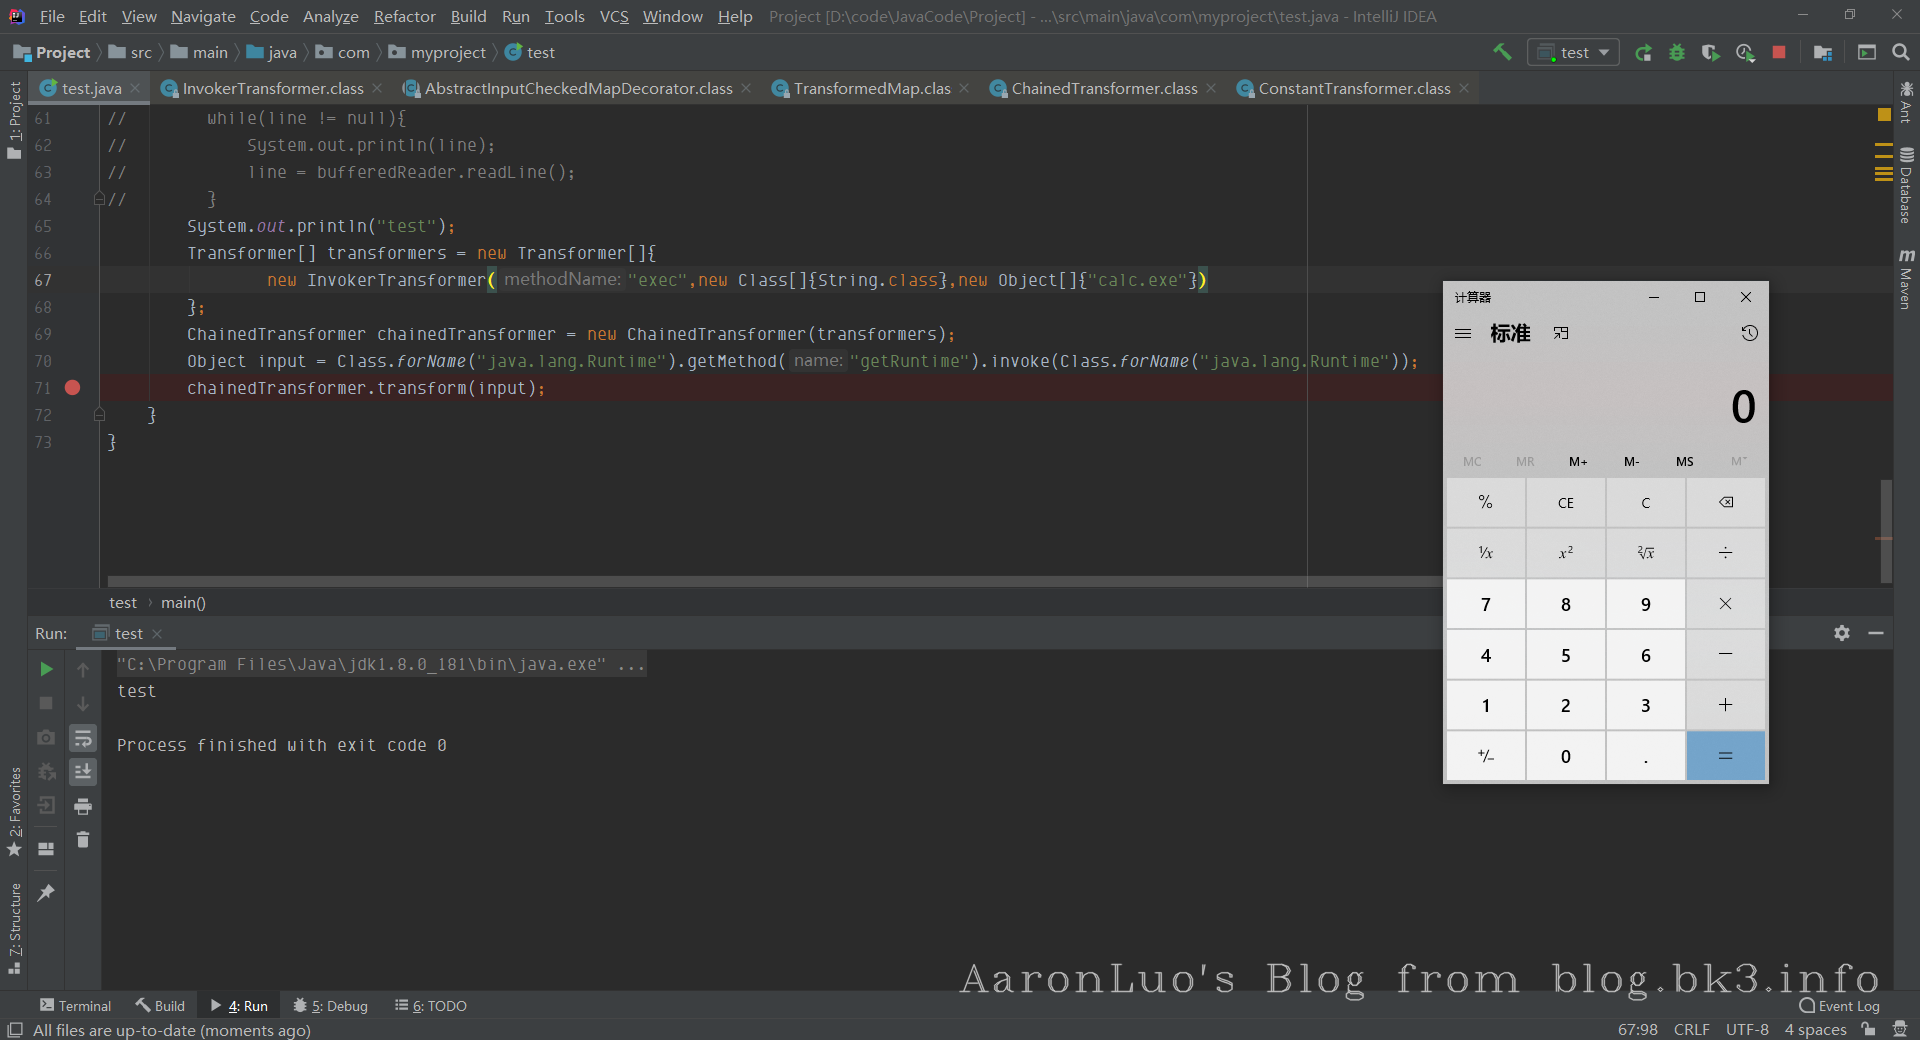 File Edit View Navigate Code Analyze Refactor Build Run Tools VCS Window Help Project [D:\code\JavaCode\Project] - ...\src\main\java\com\myproject\test.java - IntelliJ IDEA
Project src main java com myproject test
test
test.java InvokerTransformer.class AbstractInputCheckedMapDecorator.class TransformedMap.clas ChainedTransformer.class ConstantTransformer.class
1: Project
Ant
Database
Maven
61 // while(line != null){
62 // System.out.println(line);
63 // line = bufferedReader.readLine();
64 // }
65 System.out.println("test");
66 Transformer[] transformers = new Transformer[]{
67 new InvokerTransformer( methodName: "exec",new Class[]{String.class},new Object[]{"calc.exe"})
68 };
69 ChainedTransformer chainedTransformer = new ChainedTransformer(transformers);
70 Object input = Class.forName("java.lang.Runtime").getMethod( name: "getRuntime").invoke(Class.forName("java.lang.Runtime"));
71 chainedTransformer.transform(input);
72 }
73 }
计算器
标准
0
MC MR M+ M- MS Mˇ
% CE C
¹/x x² ²√x ÷
7 8 9 ×
4 5 6 −
1 2 3 +
+/− 0 . =
test › main()
Run: test
"C:\Program Files\Java\jdk1.8.0_181\bin\java.exe" ...
test
Process finished with exit code 0
2: Favorites
7: Structure
AaronLuo's Blog from blog.bk3.info
Terminal Build 4: Run 5: Debug 6: TODO Event Log
All files are up-to-date (moments ago) 67:98 CRLF UTF-8 4 spaces